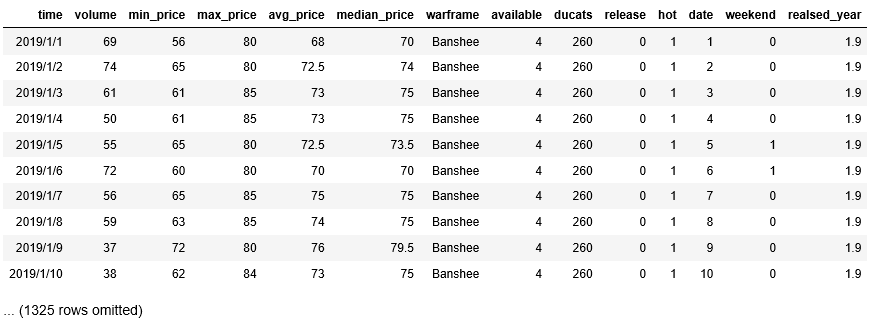 time volume min_price max_price avg_price median_price warframe available ducats release hot date weekend realsed_year
2019/1/1 69 56 80 68 70 Banshee 4 260 0 1 1 0 1.9
2019/1/2 74 65 80 72.5 74 Banshee 4 260 0 1 2 0 1.9
2019/1/3 61 61 85 73 75 Banshee 4 260 0 1 3 0 1.9
2019/1/4 50 61 85 73 75 Banshee 4 260 0 1 4 0 1.9
2019/1/5 55 65 80 72.5 73.5 Banshee 4 260 0 1 5 1 1.9
2019/1/6 72 60 80 70 70 Banshee 4 260 0 1 6 1 1.9
2019/1/7 56 65 85 75 75 Banshee 4 260 0 1 7 0 1.9
2019/1/8 59 63 85 74 75 Banshee 4 260 0 1 8 0 1.9
2019/1/9 37 72 80 76 79.5 Banshee 4 260 0 1 9 0 1.9
2019/1/10 38 62 84 73 75 Banshee 4 260 0 1 10 0 1.9
... (1325 rows omitted)